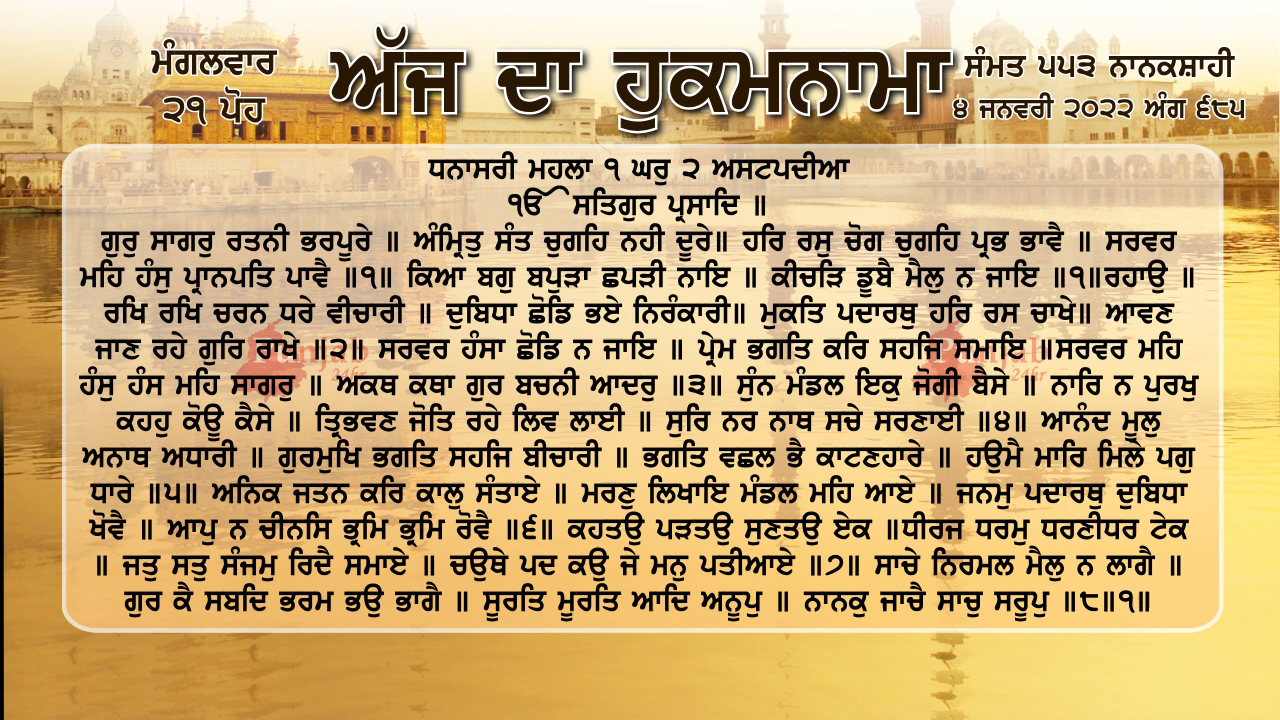 ਮੰਗਲਵਾਰ
੨੧ ਪੋਹ
ਅੱਜ ਦਾ ਹੁਕਮਨਾਮਾ
ਸੰਮਤ ੫੫੩ ਨਾਨਕਸ਼ਾਹੀ
੪ ਜਨਵਰੀ ੨੦੨੨ ਅੰਗ ੬੮੫
ਧਨਾਸਰੀ ਮਹਲਾ ੧ ਘਰੁ ੨ ਅਸਟਪਦੀਆ
ੴ ਸਤਿਗੁਰ ਪ੍ਰਸਾਦਿ ॥
ਗੁਰੁ ਸਾਗਰੁ ਰਤਨੀ ਭਰਪੂਰੇ ॥ ਅੰਮ੍ਰਿਤੁ ਸੰਤ ਚੁਗਹਿ ਨਹੀ ਦੂਰੇ॥ ਹਰਿ ਰਸੁ ਚੋਗ ਚੁਗਹਿ ਪ੍ਰਭ ਭਾਵੈ ॥ ਸਰਵਰ
ਮਹਿ ਹੰਸੁ ਪ੍ਰਾਨਪਤਿ ਪਾਵੈ ॥੧॥ ਕਿਆ ਬਗੁ ਬਪੁੜਾ ਛਪੜੀ ਨਾਇ ॥ ਕੀਚੜਿ ਡੂਬੈ ਮੈਲੁ ਨ ਜਾਇ ॥੧॥ਰਹਾਉ ॥
ਰਖਿ ਰਖਿ ਚਰਨ ਧਰੇ ਵੀਚਾਰੀ ॥ ਦੁਬਿਧਾ ਛੋਡਿ ਭਏ ਨਿਰੰਕਾਰੀ॥ ਮੁਕਤਿ ਪਦਾਰਥੁ ਹਰਿ ਰਸ ਚਾਖੇ॥ ਆਵਣ
ਜਾਣ ਰਹੇ ਗੁਰਿ ਰਾਖੇ ॥੨॥ ਸਰਵਰ ਹੰਸਾ ਛੋਡਿ ਨ ਜਾਇ ॥ ਪ੍ਰੇਮ ਭਗਤਿ ਕਰਿ ਸਹਜਿ ਸਮਾਇ ॥ਸਰਵਰ ਮਹਿ
ਹੰਸੁ ਹੰਸ ਮਹਿ ਸਾਗਰੁ ॥ ਅਕਥ ਕਥਾ ਗੁਰ ਬਚਨੀ ਆਦਰੁ ॥੩॥ ਸੁੰਨ ਮੰਡਲ ਇਕੁ ਜੋਗੀ ਬੈਸੇ ॥ ਨਾਰਿ ਨ ਪੁਰਖੁ
ਕਹਹੁ ਕੋਊ ਕੈਸੇ ॥ ਤ੍ਰਿਭਵਣ ਜੋਤਿ ਰਹੇ ਲਿਵ ਲਾਈ ॥ ਸੁਰਿ ਨਰ ਨਾਥ ਸਚੇ ਸਰਣਾਈ ॥੪॥ ਆਨੰਦ ਮੂਲੁ
ਅਨਾਥ ਅਧਾਰੀ ॥ ਗੁਰਮੁਖਿ ਭਗਤਿ ਸਹਜਿ ਬੀਚਾਰੀ ॥ ਭਗਤਿ ਵਛਲ ਭੈ ਕਾਟਣਹਾਰੇ ॥ ਹਉਮੈ ਮਾਰਿ ਮਿਲੇ ਪਗੁ
ਧਾਰੇ ॥੫॥ ਅਨਿਕ ਜਤਨ ਕਰਿ ਕਾਲੁ ਸੰਤਾਏ ॥ ਮਰਣੁ ਲਿਖਾਇ ਮੰਡਲ ਮਹਿ ਆਏ ॥ ਜਨਮੁ ਪਦਾਰਥੁ ਦੁਬਿਧਾ
ਖੋਵੈ ॥ ਆਪੁ ਨ ਚੀਨਸਿ ਭ੍ਰਮਿ ਭ੍ਰਮਿ ਰੋਵੈ ॥੬॥ ਕਹਤਉ ਪੜਤਉ ਸੁਣਤਉ ਏਕ ॥ਧੀਰਜ ਧਰਮੁ ਧਰਣੀਧਰ ਟੇਕ
॥ ਜਤੁ ਸਤੁ ਸੰਜਮੁ ਰਿਦੈ ਸਮਾਏ ॥ ਚਉਥੇ ਪਦ ਕਉ ਜੇ ਮਨੁ ਪਤੀਆਏ ॥੭॥ ਸਾਚੇ ਨਿਰਮਲ ਮੈਲੁ ਨ ਲਾਗੈ ॥
ਗੁਰ ਕੈ ਸਬਦਿ ਭਰਮ ਭਉ ਭਾਗੈ ॥ ਸੂਰਤਿ ਮੂਰਤਿ ਆਦਿ ਅਨੂਪੁ ॥ ਨਾਨਕੁ ਜਾਚੈ ਸਾਚੁ ਸਰੂਪੁ ॥੮॥੧॥
Punjab
24hr
Punjab
24hr